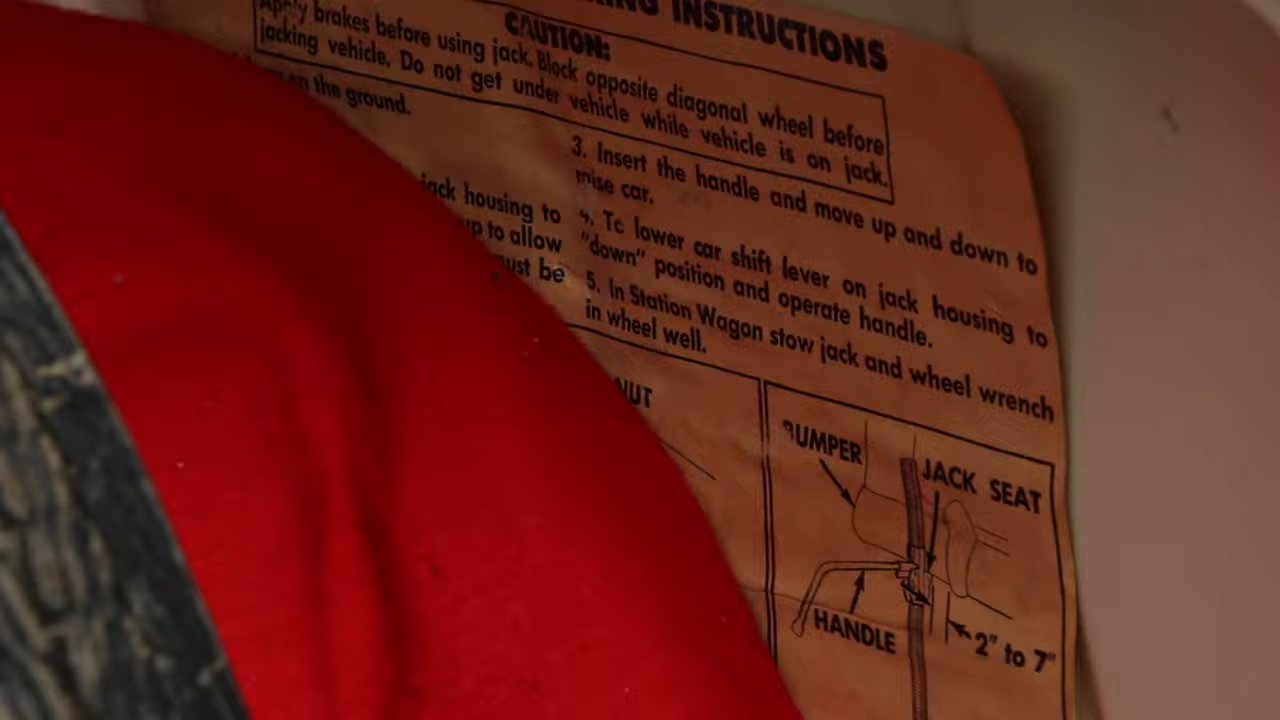 INSTRUCTIONS
CAUTION:
Apply brakes before using jack. Block opposite diagonal wheel before
jacking vehicle. Do not get under vehicle while vehicle is on jack.
on the ground.
jack housing to
up to allow
must be
3. Insert the handle and move up and down to
raise car.
4. To lower car shift lever on jack housing to
"down" position and operate handle.
5. In Station Wagon stow jack and wheel wrench
in wheel well.
NUT
BUMPER
JACK SEAT
HANDLE
2" to 7"